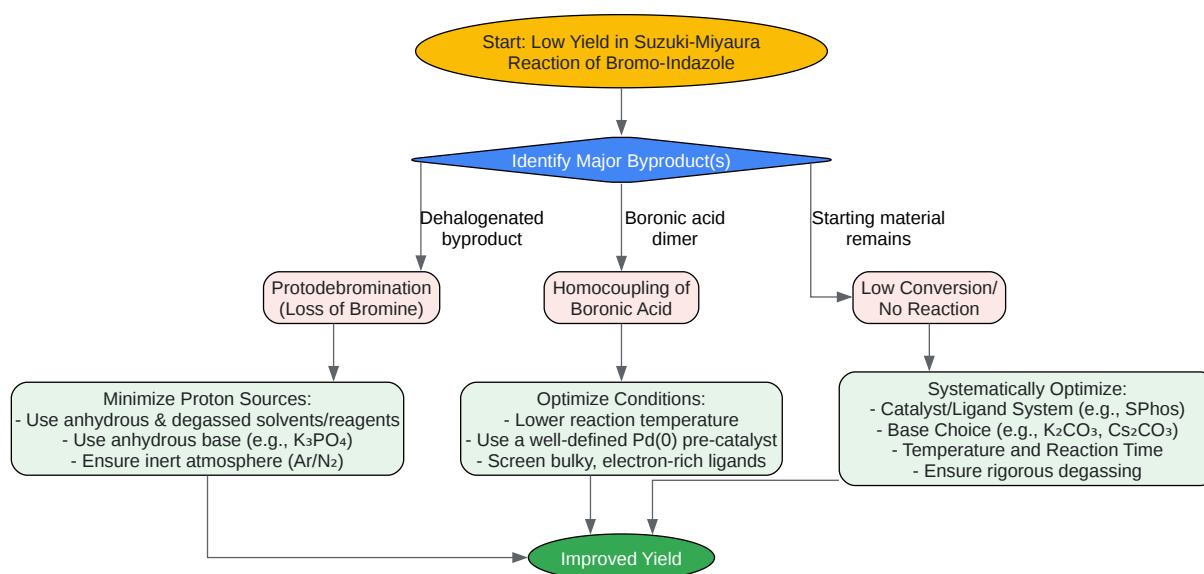 Start: Low Yield in Suzuki-Miyaura
Reaction of Bromo-Indazole
Identify Major Byproduct(s)
Dehalogenated
byproduct
Boronic acid
dimer
Starting material
remains
Protodebromination
(Loss of Bromine)
Homocoupling of
Boronic Acid
Low Conversion/
No Reaction
Minimize Proton Sources:
- Use anhydrous & degassed solvents/reagents
- Use anhydrous base (e.g., K₃PO₄)
- Ensure inert atmosphere (Ar/N₂)
Optimize Conditions:
- Lower reaction temperature
- Use a well-defined Pd(0) pre-catalyst
- Screen bulky, electron-rich ligands
Systematically Optimize:
- Catalyst/Ligand System (e.g., SPhos)
- Base Choice (e.g., K₂CO₃, Cs₂CO₃)
- Temperature and Reaction Time
- Ensure rigorous degassing
Improved Yield